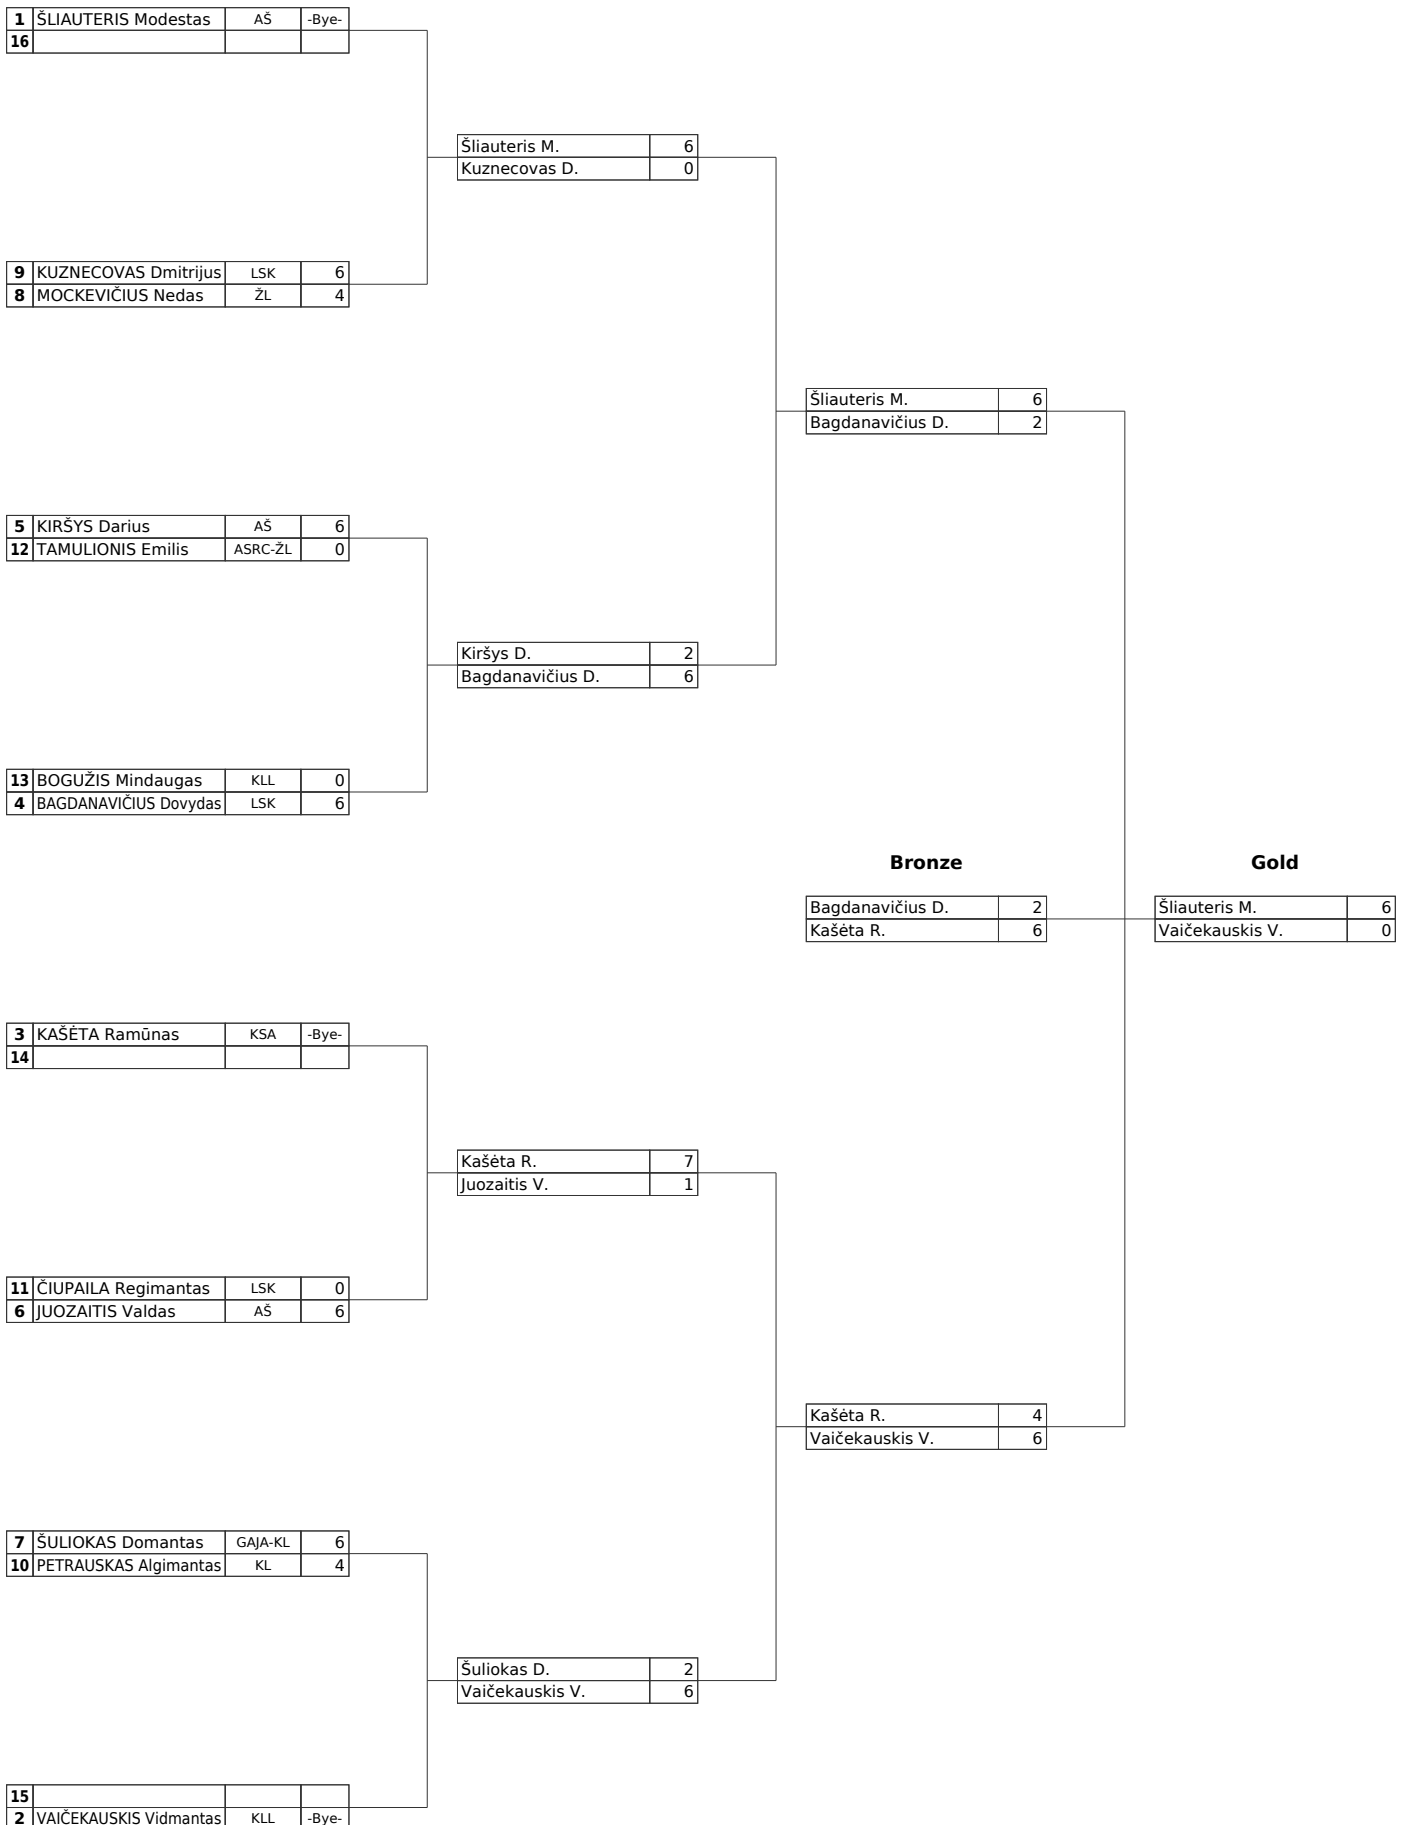 1 ŠLIAUTERIS Modestas AŠ -Bye-
16
Šliauteris M. 6
Kuznecovas D. 0
9 KUZNECOVAS Dmitrijus LSK 6
8 MOCKEVIČIUS Nedas ŽL 4
Šliauteris M. 6
Bagdanavičius D. 2
5 KIRŠYS Darius AŠ 6
12 TAMULIONIS Emilis ASRC-ŽL 0
Kiršys D. 2
Bagdanavičius D. 6
13 BOGUŽIS Mindaugas KLL 0
4 BAGDANAVIČIUS Dovydas LSK 6
Bronze Gold
Bagdanavičius D. 2 Šliauteris M. 6
Kašėta R. 6 Vaičekauskis V. 0
3 KAŠĖTA Ramūnas KSA -Bye-
14
Kašėta R. 7
Juozaitis V. 1
11 ČIUPAILA Regimantas LSK 0
6 JUOZAITIS Valdas AŠ 6
Kašėta R. 4
Vaičekauskis V. 6
7 ŠULIOKAS Domantas GAJA-KL 6
10 PETRAUSKAS Algimantas KL 4
Šuliokas D. 2
Vaičekauskis V. 6
15
2 VAIČEKAUSKIS Vidmantas KLL -Bye-